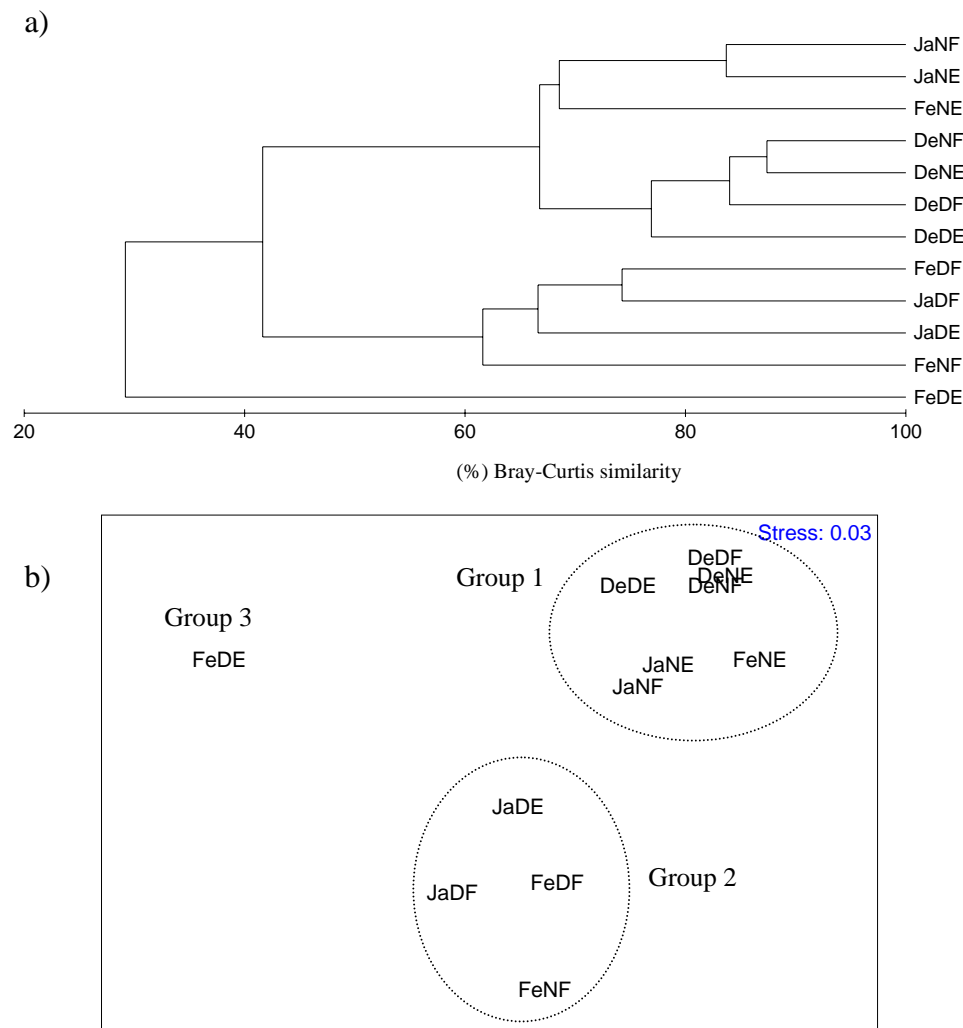 a)
JaNF
JaNE
FeNE
DeNF
DeNE
DeDF
DeDE
FeDF
JaDF
JaDE
FeNF
FeDE
20 40 60 80 100
(%) Bray-Curtis similarity
b)
Stress: 0.03
Group 1
DeDF
DeNE
DeDE DeNF
Group 3
FeDE
JaNE FeNE
JaNF
JaDE
JaDF FeDF
Group 2
FeNF